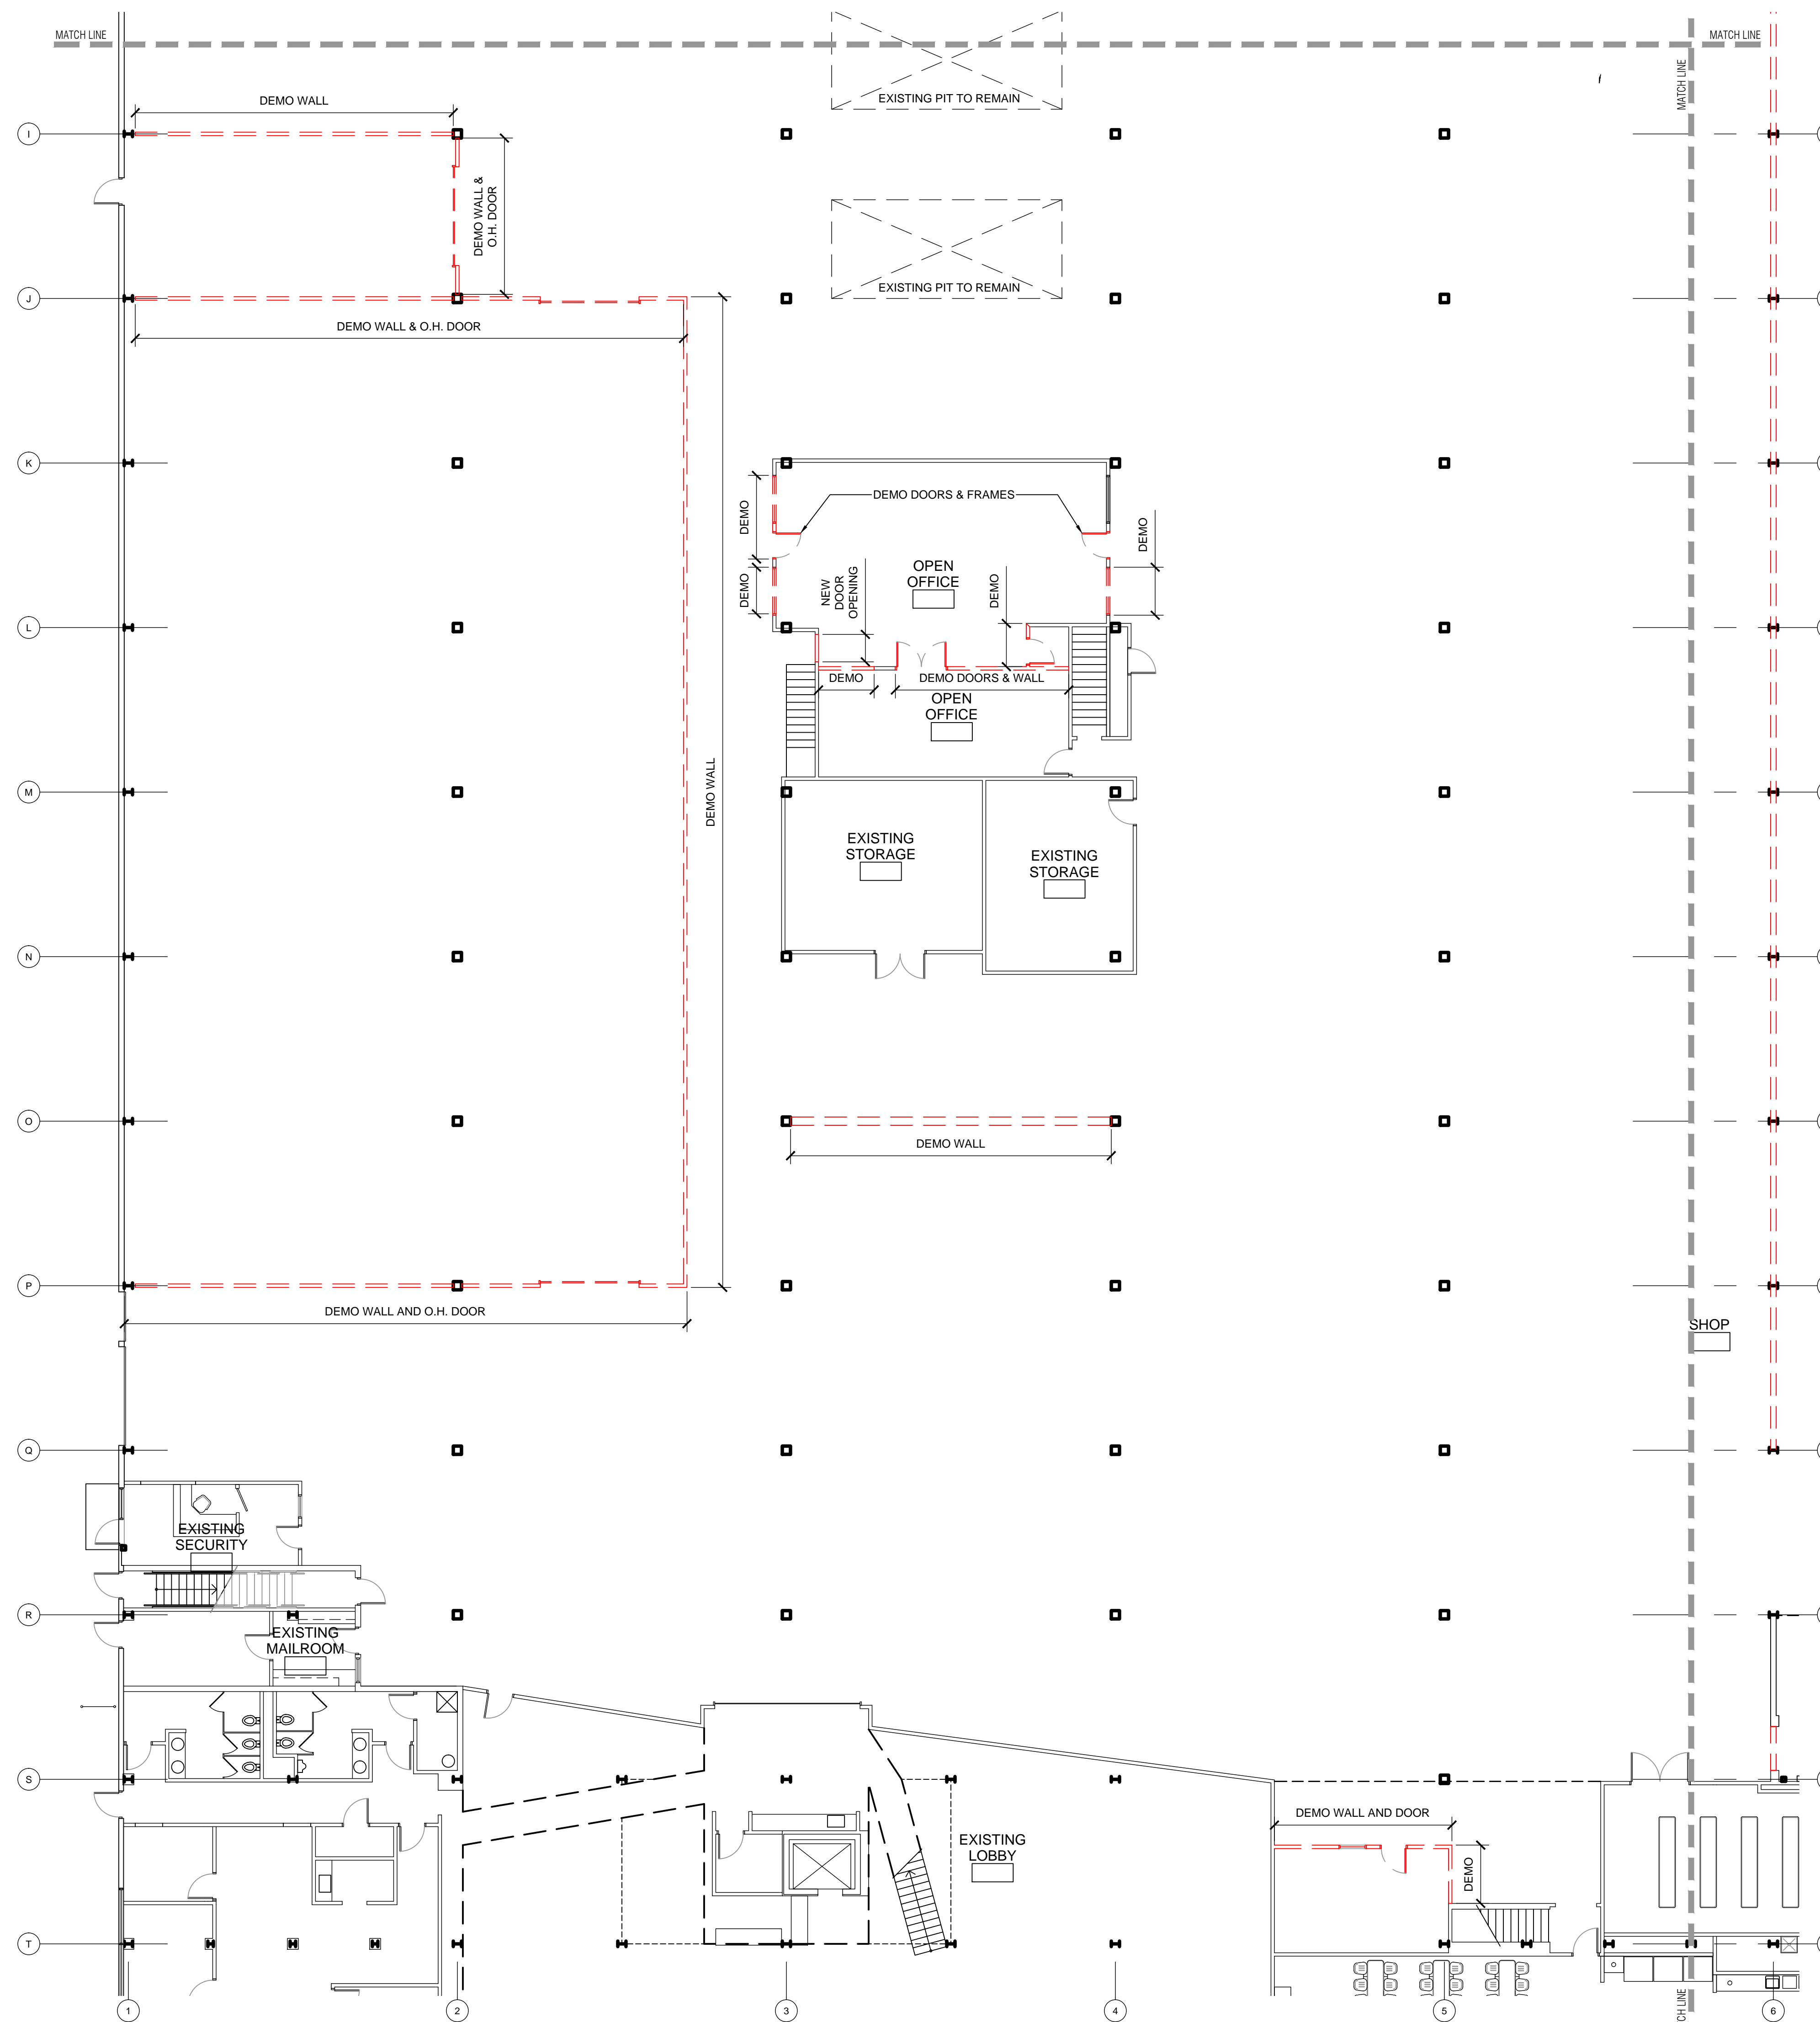 MATCH LINE
MATCH LINE
MATCH LINE
DEMO WALL
EXISTING PIT TO REMAIN
I
DEMO WALL &
O.H. DOOR
EXISTING PIT TO REMAIN
J
DEMO WALL & O.H. DOOR
K
DEMO
DEMO DOORS & FRAMES
DEMO
DEMO
NEW
DOOR
OPENING
OPEN
OFFICE
DEMO
L
DEMO
DEMO DOORS & WALL
OPEN
OFFICE
DEMO WALL
M
EXISTING
STORAGE
EXISTING
STORAGE
N
O
DEMO WALL
P
DEMO WALL AND O.H. DOOR
SHOP
Q
EXISTING
SECURITY
R
EXISTING
MAILROOM
S
DEMO WALL AND DOOR
EXISTING
LOBBY
DEMO
T
CH LINE
1
2
3
4
5
6